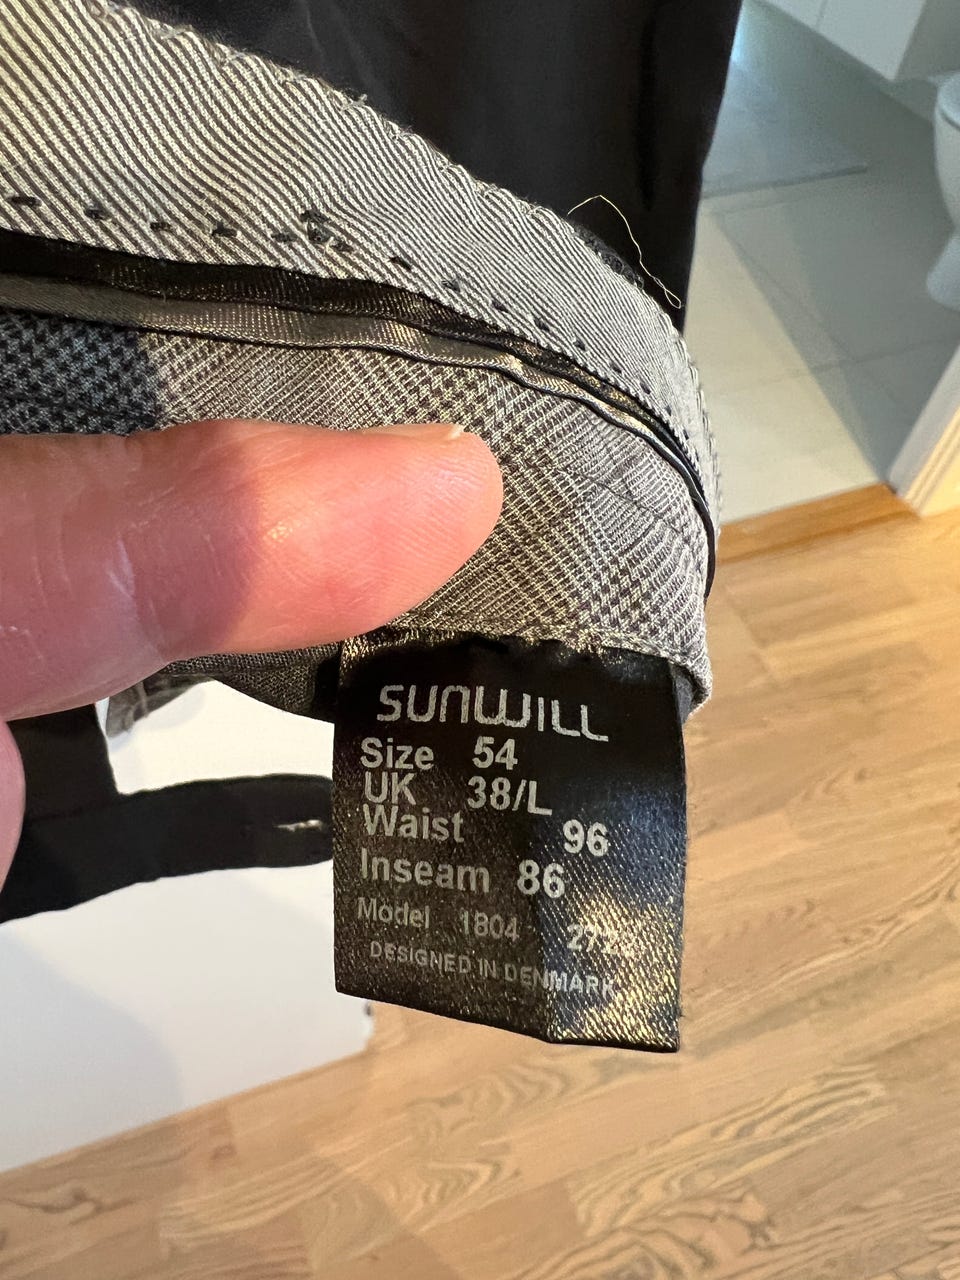 SUNWILL
Size 54
UK 38/L
Waist 96
Inseam 86
Model 1804
DESIGNED IN DENMARK